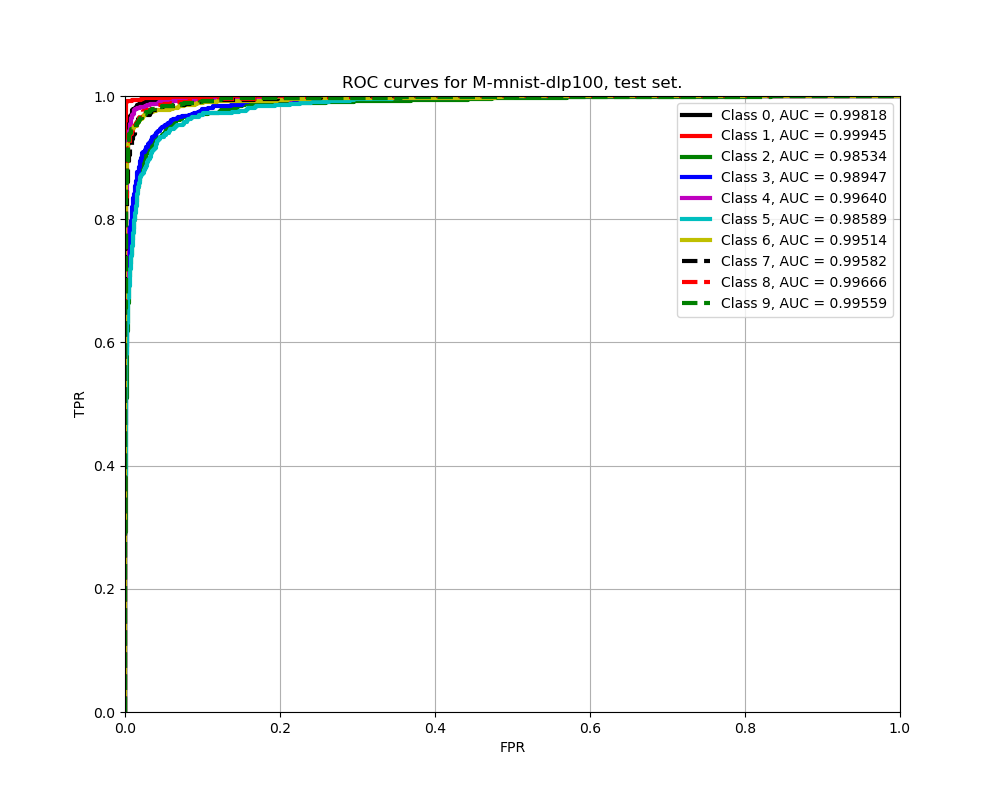 ROC curves for M-mnist-dlp100, test set.
1.0
0.8
0.6
0.4
0.2
0.0
TPR
Class 0, AUC = 0.99818
Class 1, AUC = 0.99945
Class 2, AUC = 0.98534
Class 3, AUC = 0.98947
Class 4, AUC = 0.99640
Class 5, AUC = 0.98589
Class 6, AUC = 0.99514
Class 7, AUC = 0.99582
Class 8, AUC = 0.99666
Class 9, AUC = 0.99559
0.0 0.2 0.4 0.6 0.8 1.0
FPR